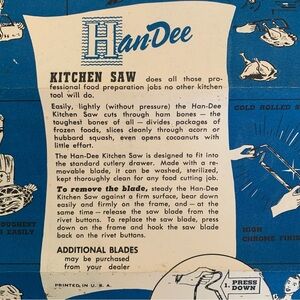 Han-Dee
KITCHEN SAW does all those pro-
fessional food preparation jobs no other kitchen
tool will do.
Easily, lightly (without pressure) the Han-Dee
Kitchen Saw cuts through ham bones — the
toughest bones of all — divides packages of
frozen foods, slices cleanly through acorn or
hubbard squash, even opens cocoanuts with
little effort.
The Han-Dee Kitchen Saw is designed to fit into
the standard cutlery drawer. Made with a re-
movable blade, it can be washed, sterilized,
kept thoroughly clean for any food cutting job.
To remove the blade, steady the Han-Dee
Kitchen Saw against a firm surface, bear down
easily and firmly on the frame, and — at the
same time — release the saw blade from the
rivet buttons. To replace the saw blade, press
down on the frame and hook the saw blade
back on the rivet buttons.
ADDITIONAL BLADES
may be purchased
from your dealer
PRINTED IN U. S. A.
COLD ROLLED S
HIGH
CHROME FINIS
OUGHEST
EASILY
PRESS
DOWN